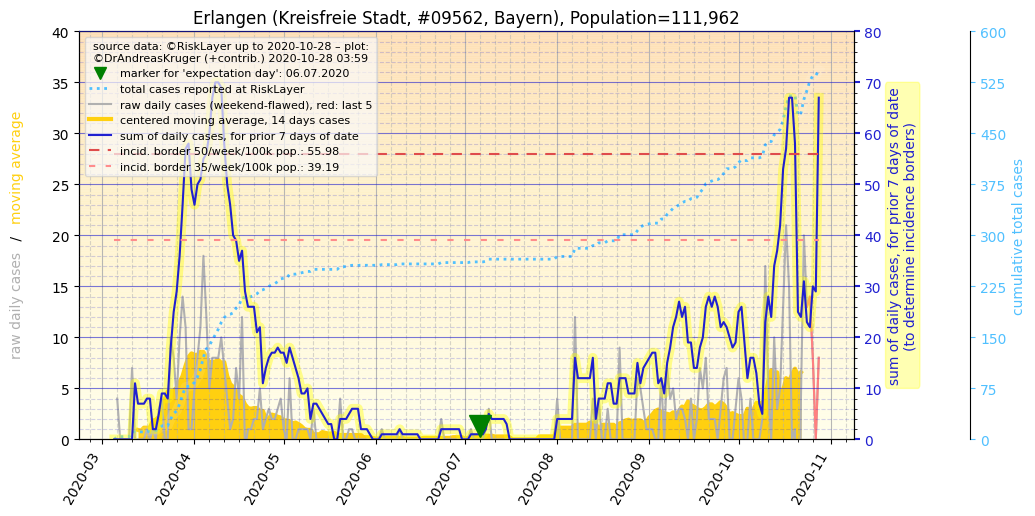 Erlangen (Kreisfreie Stadt, #09562, Bayern), Population=111,962
source data: ©RiskLayer up to 2020-10-28 – plot:
©DrAndreasKruger (+contrib.) 2020-10-28 03:59
marker for 'expectation day': 06.07.2020
total cases reported at RiskLayer
raw daily cases (weekend-flawed), red: last 5
centered moving average, 14 days cases
sum of daily cases, for prior 7 days of date
incid. border 50/week/100k pop.: 55.98
incid. border 35/week/100k pop.: 39.19
raw daily cases / moving average
40
35
30
25
20
15
10
5
0
80
70
60
50
40
30
20
10
0
sum of daily cases, for prior 7 days of date
(to determine incidence borders)
600
525
450
375
300
225
150
75
0
cumulative total cases
2020-03
2020-04
2020-05
2020-06
2020-07
2020-08
2020-09
2020-10
2020-11